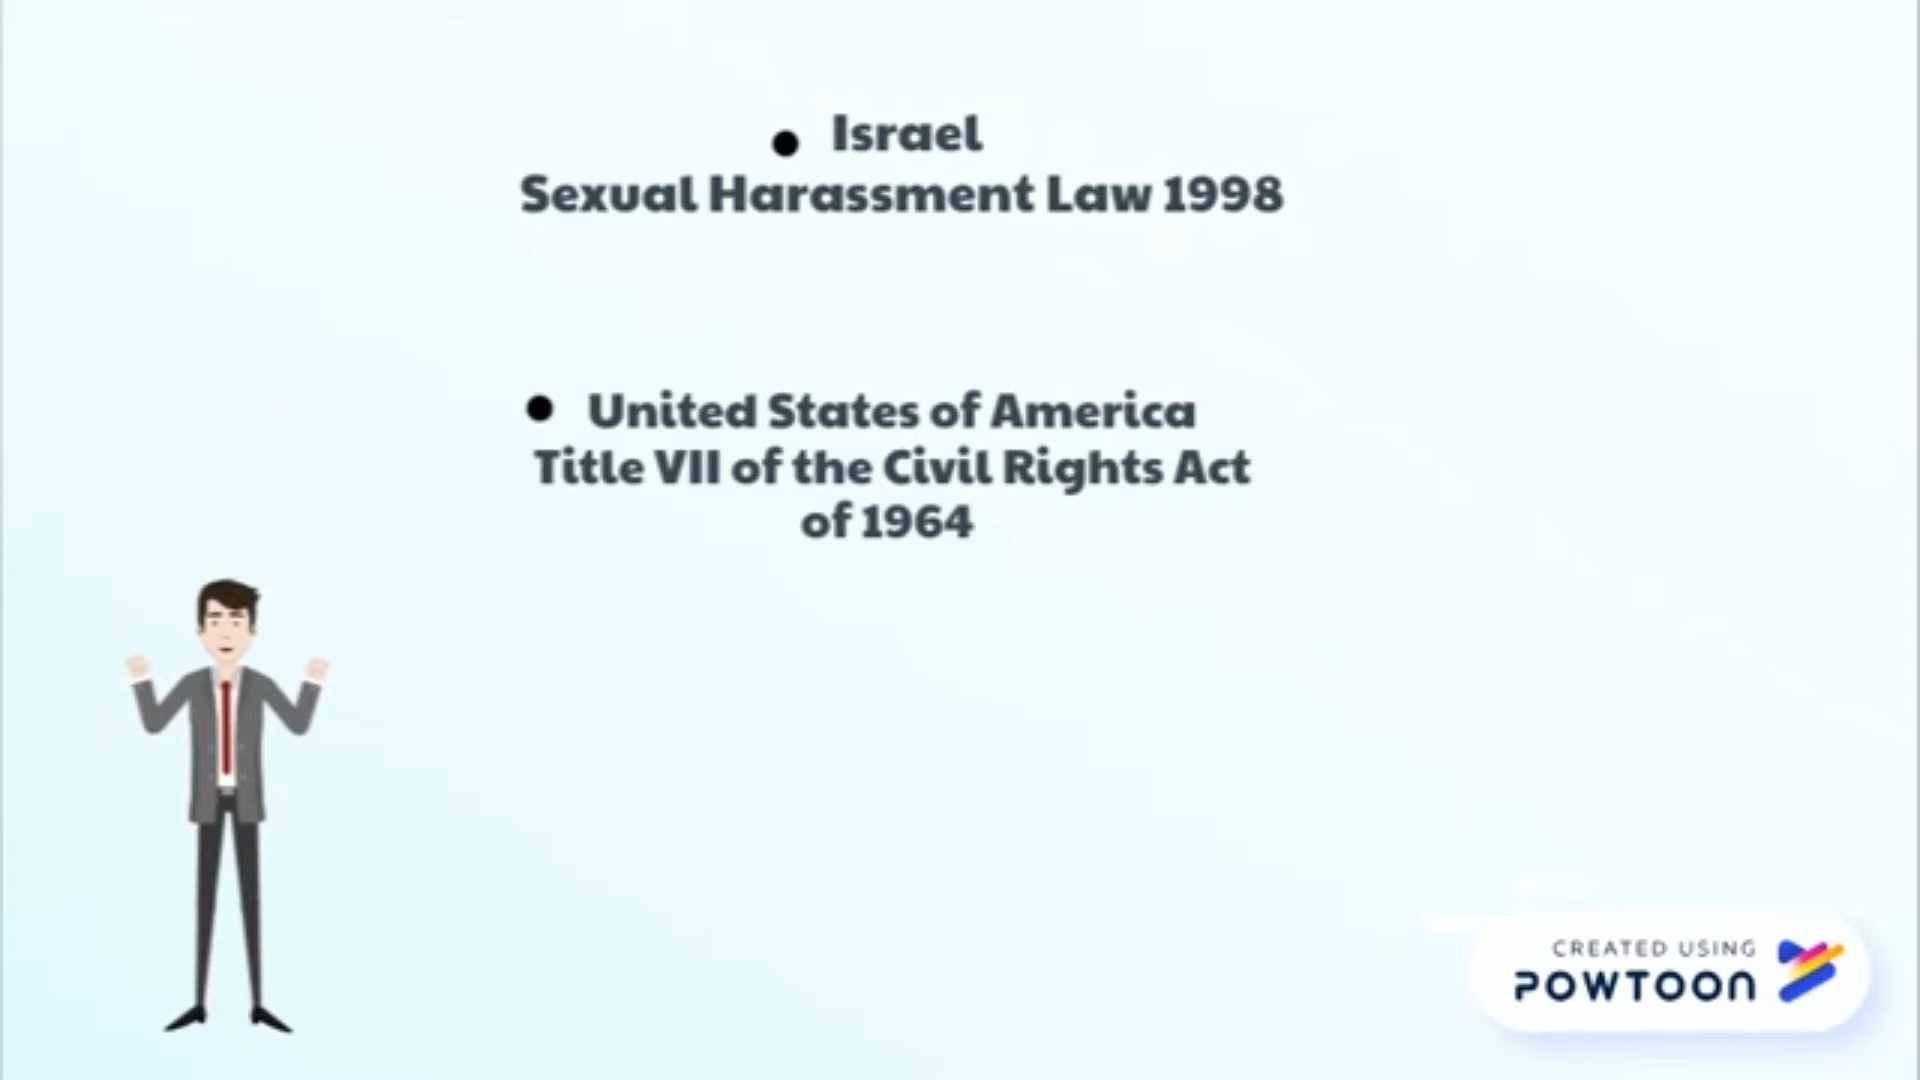 • Israel
Sexual Harassment Law 1998
• United States of America
Title VII of the Civil Rights Act
of 1964
CREATED USING
POWTOON